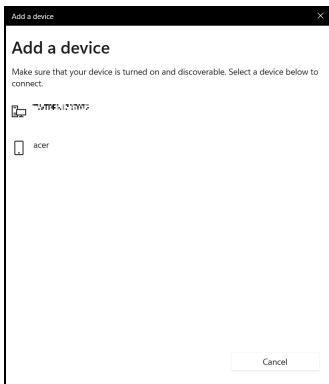 Add a device
Add a device
Make sure that your device is turned on and discoverable. Select a device below to
connect.
acer
Cancel